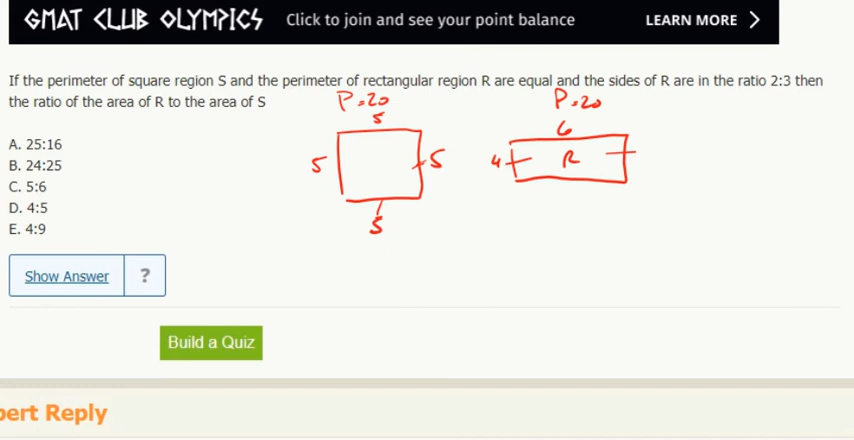 GMAT CLUB OLYMPICS Click to join and see your point balance LEARN MORE
If the perimeter of square region S and the perimeter of rectangular region R are equal and the sides of R are in the ratio 2:3 then
the ratio of the area of R to the area of S
P=20 P=20
5 6
A. 25:16
B. 24:25
5 5 4 R
C. 5:6
D. 4:5
E. 4:9
5
Show Answer ?
Build a Quiz
pert Reply